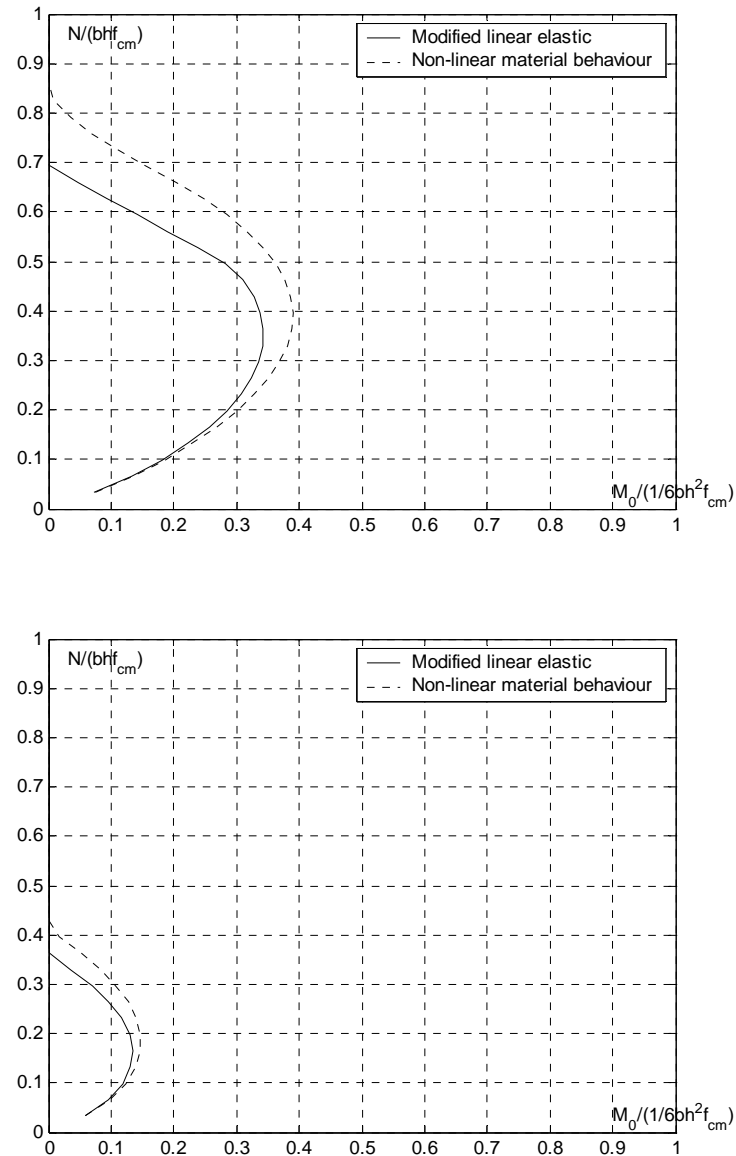 1
N/(bhf_cm)
Modified linear elastic
Non-linear material behaviour
0.9
0.8
0.7
0.6
0.5
0.4
0.3
0.2
0.1
0
M_0/(1/6bh^2f_cm)
0 0.1 0.2 0.3 0.4 0.5 0.6 0.7 0.8 0.9 1
1
N/(bhf_cm)
Modified linear elastic
Non-linear material behaviour
0.9
0.8
0.7
0.6
0.5
0.4
0.3
0.2
0.1
0
M_0/(1/6bh^2f_cm)
0 0.1 0.2 0.3 0.4 0.5 0.6 0.7 0.8 0.9 1